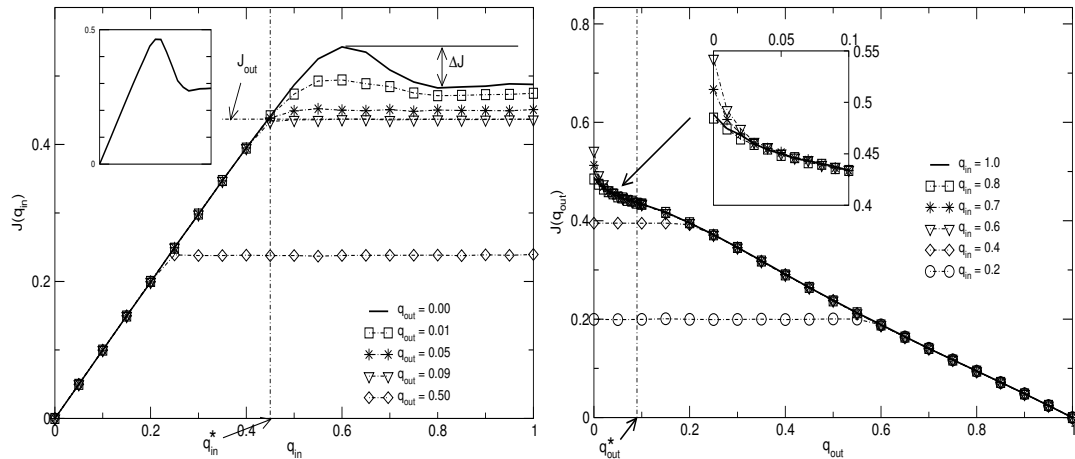 0.5
0
J_out
ΔJ
0.4
0.2
0
J(q_in)
q_out = 0.00
q_out = 0.01
q_out = 0.05
q_out = 0.09
q_out = 0.50
0 0.2 0.4 0.6 0.8 1
q*_in
q_in
0.8
0.6
0.4
0.2
0
J(q_out)
0 0.05 0.1
0.55
0.5
0.45
0.4
q_in = 1.0
q_in = 0.8
q_in = 0.7
q_in = 0.6
q_in = 0.4
q_in = 0.2
0 0.2 0.4 0.6 0.8 1
q_out*
q_out